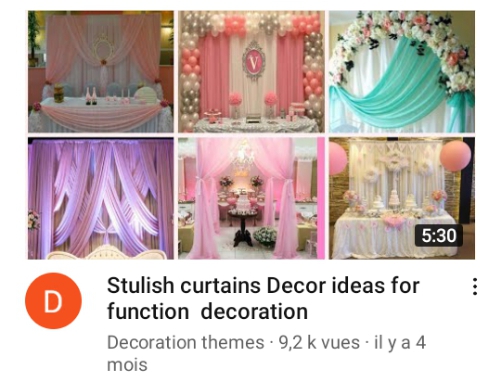 V
5:30
D
Stulish curtains Decor ideas for
function decoration
Decoration themes · 9,2 k vues · il y a 4
mois